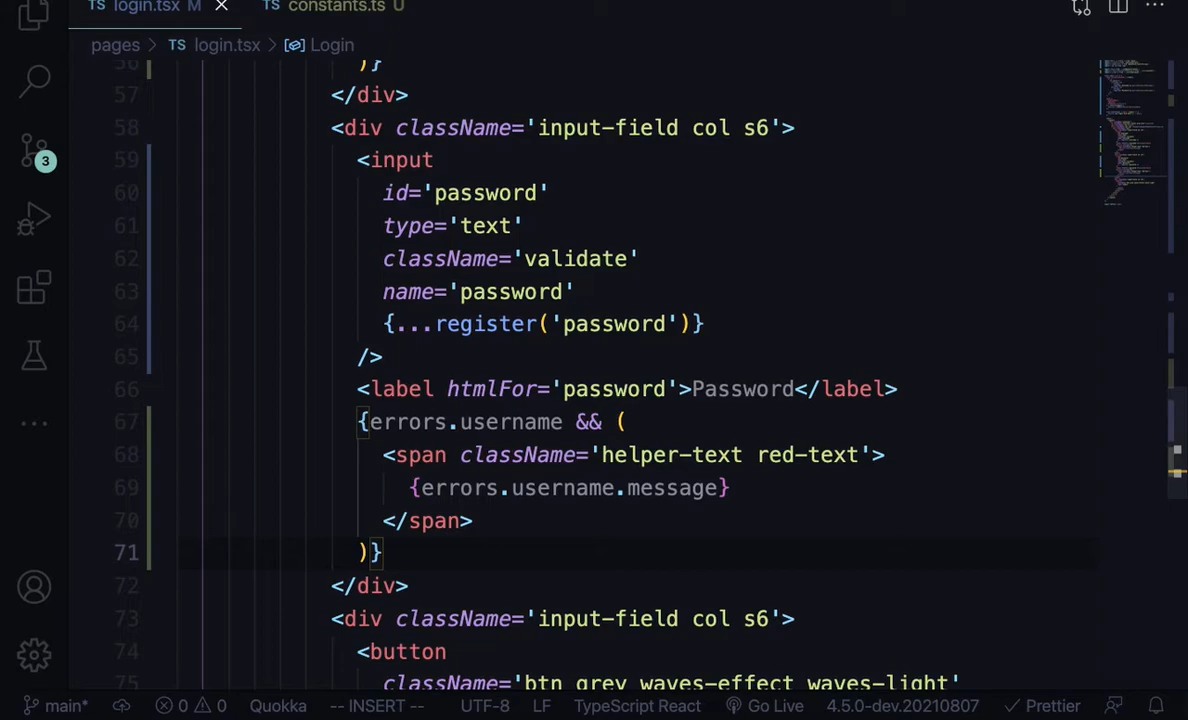 TS login.tsx M × TS constants.ts U
pages > TS login.tsx > Login
56 )}
57 </div>
58 <div className='input-field col s6'>
59 <input
60 id='password'
61 type='text'
62 className='validate'
63 name='password'
64 {...register('password')}
65 />
66 <label htmlFor='password'>Password</label>
67 {errors.username && (
68 <span className='helper-text red-text'>
69 {errors.username.message}
70 </span>
71 )}
72 </div>
73 <div className='input-field col s6'>
74 <button
75 className='btn grey waves-effect waves-light'
3
main* 0 0 Quokka -- INSERT -- UTF-8 LF TypeScript React Go Live 4.5.0-dev.20210807 Prettier